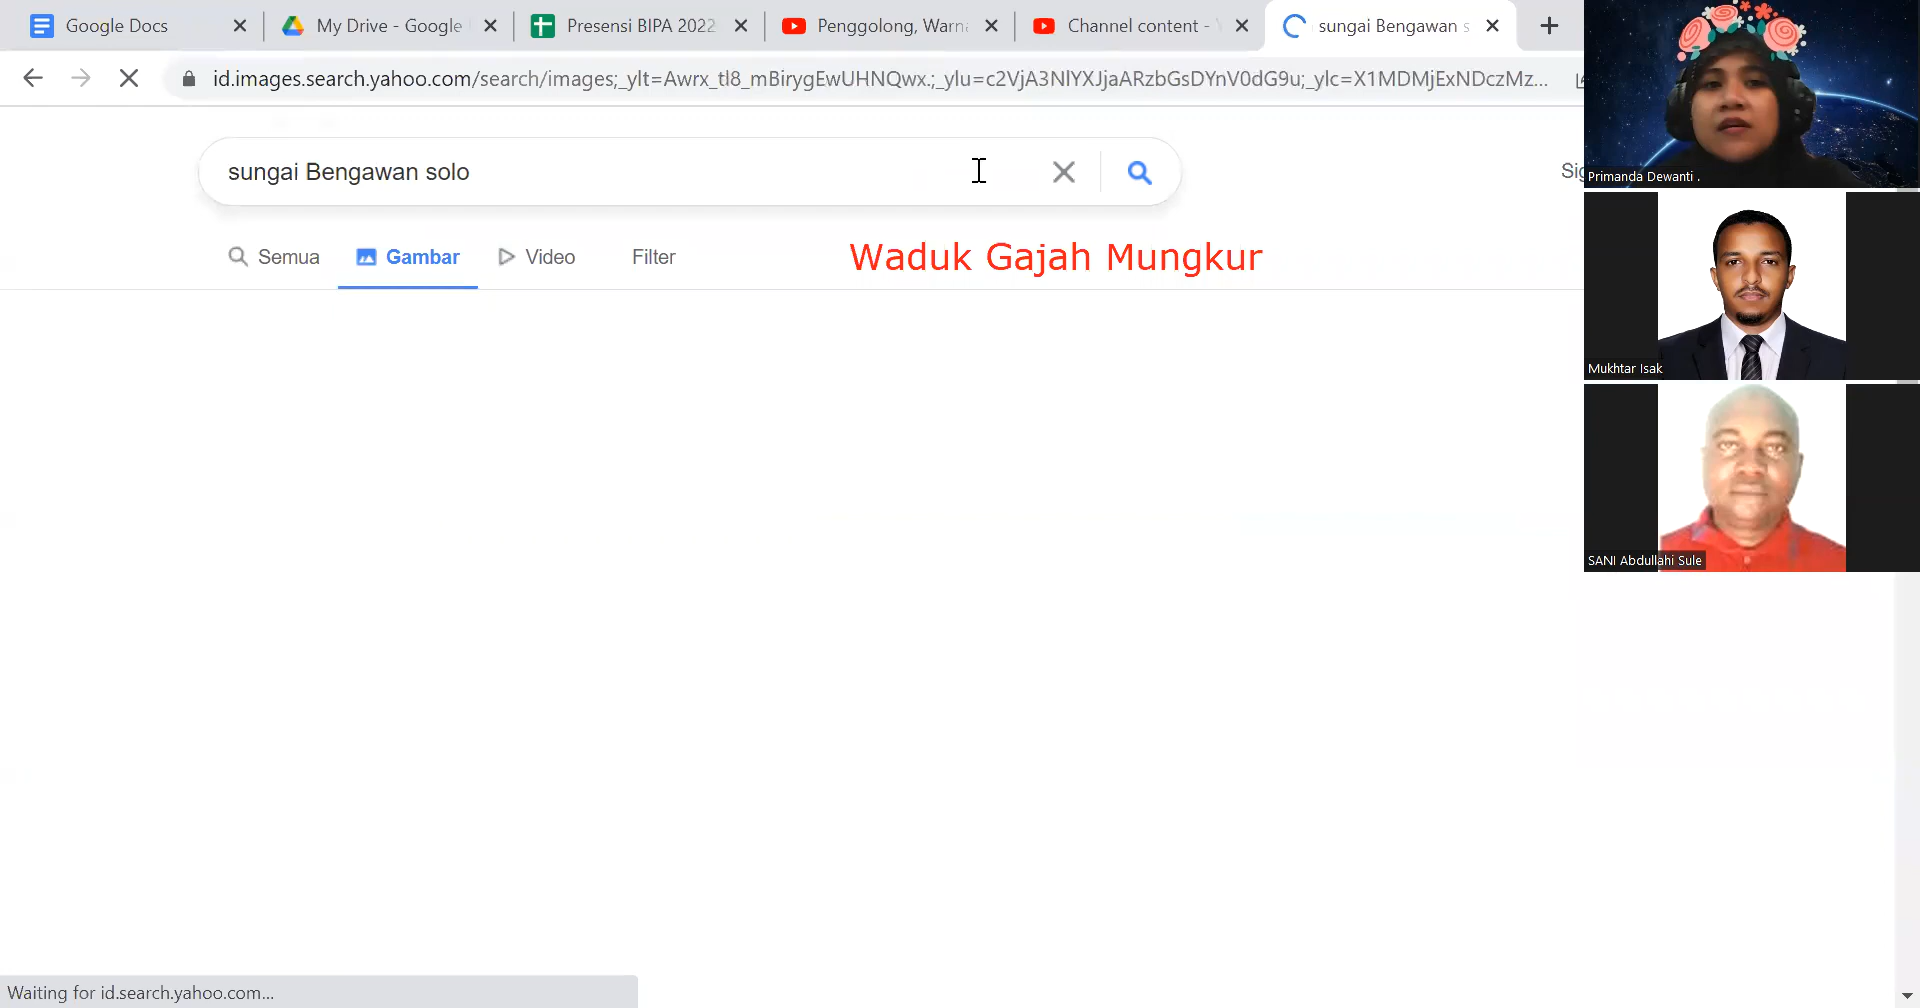 Google Docs
My Drive - Google
Presensi BIPA 2022
Penggolong, Warna
Channel content -
sungai Bengawan s
id.images.search.yahoo.com/search/images;_ylt=Awrx_tl8_mBirygEwUHNQwx.;_ylu=c2VjA3NlYXJjaARzbGsDYnV0dG9u;_ylc=X1MDMjExNDczMz...
sungai Bengawan solo
Sig
Semua
Gambar
Video
Filter
Waduk Gajah Mungkur
Primanda Dewanti .
Mukhtar Isak
SANI Abdullahi Sule
Waiting for id.search.yahoo.com...